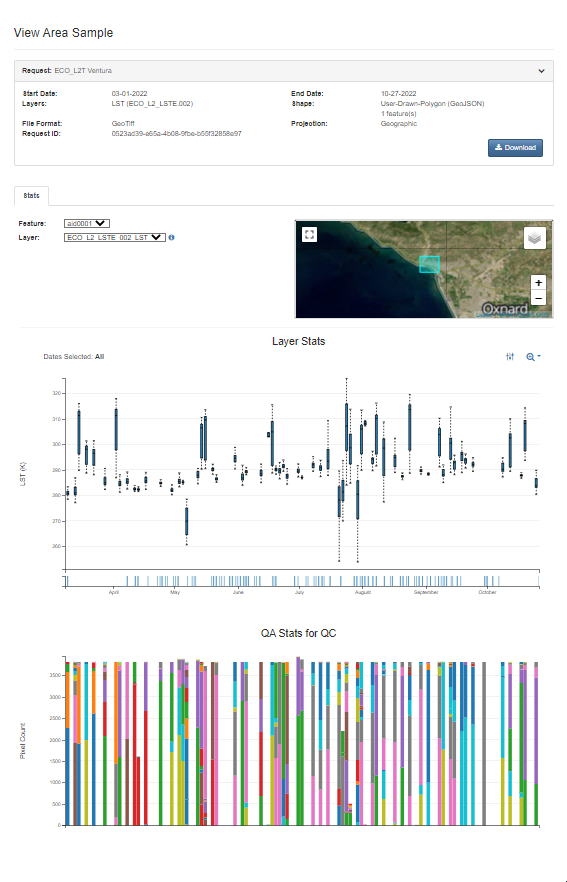 View Area Sample
Request: ECO_L2T Ventura
Start Date: 03-01-2022 End Date: 10-27-2022
Layers: LST (ECO_L2_LSTE.002) Shape: User-Drawn-Polygon (GeoJSON)
1 feature(s)
File Format: GeoTiff Projection: Geographic
Request ID: 0523ad39-e65a-4b08-9fbe-b55f32858e97
Download
Stats
Feature: aid0001
Layer: ECO_L2_LSTE_002_LST
+
−
Oxnard
Layer Stats
Dates Selected: All
LST (K)
320
310
300
290
280
270
260
April May June July August September October
QA Stats for QC
Pixel Count
3500
3000
2500
2000
1500
1000
500
0